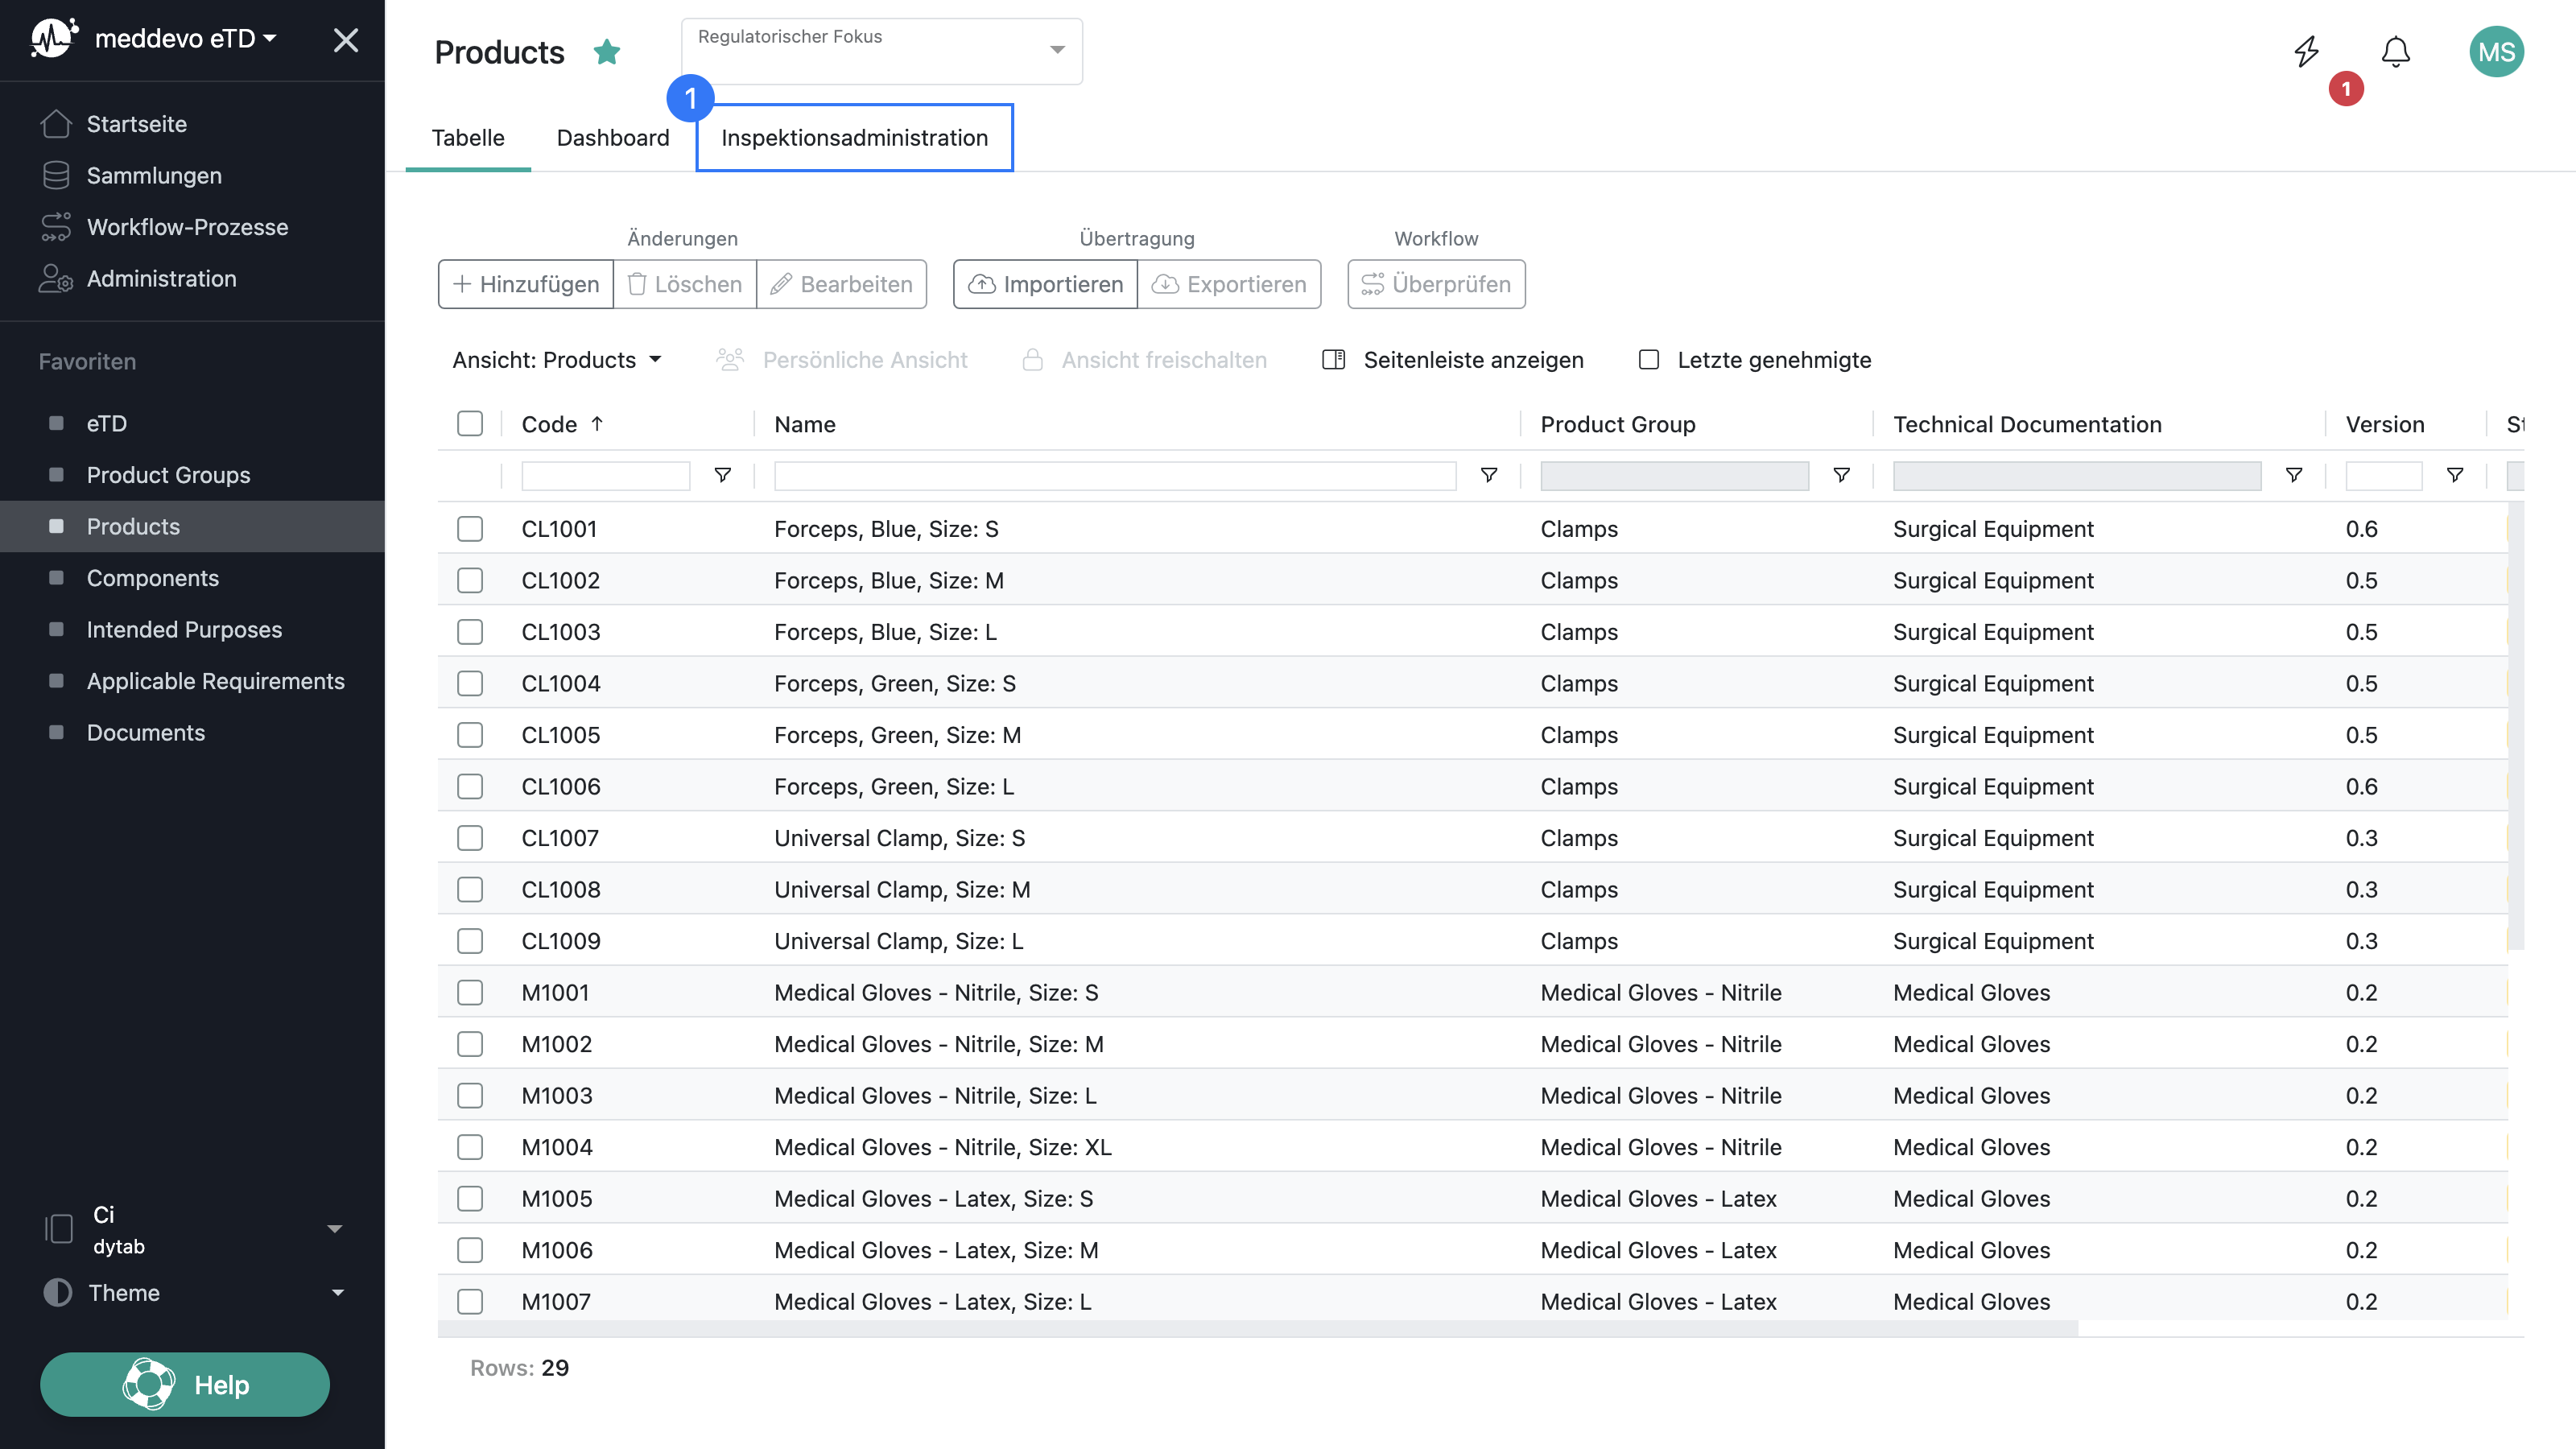 meddevo eTD
Startseite
Sammlungen
Workflow-Prozesse
Administration
Favoriten
eTD
Product Groups
Products
Components
Intended Purposes
Applicable Requirements
Documents
Ci
dytab
Theme
Help
Products
Regulatorischer Fokus
MS
1
1
Tabelle Dashboard Inspektionsadministration
Änderungen Übertragung Workflow
Hinzufügen Löschen Bearbeiten Importieren Exportieren Überprüfen
Ansicht: Products Persönliche Ansicht Ansicht freischalten Seitenleiste anzeigen Letzte genehmigte
Code Name Product Group Technical Documentation Version
CL1001 Forceps, Blue, Size: S Clamps Surgical Equipment 0.6
CL1002 Forceps, Blue, Size: M Clamps Surgical Equipment 0.5
CL1003 Forceps, Blue, Size: L Clamps Surgical Equipment 0.5
CL1004 Forceps, Green, Size: S Clamps Surgical Equipment 0.5
CL1005 Forceps, Green, Size: M Clamps Surgical Equipment 0.5
CL1006 Forceps, Green, Size: L Clamps Surgical Equipment 0.6
CL1007 Universal Clamp, Size: S Clamps Surgical Equipment 0.3
CL1008 Universal Clamp, Size: M Clamps Surgical Equipment 0.3
CL1009 Universal Clamp, Size: L Clamps Surgical Equipment 0.3
M1001 Medical Gloves - Nitrile, Size: S Medical Gloves - Nitrile Medical Gloves 0.2
M1002 Medical Gloves - Nitrile, Size: M Medical Gloves - Nitrile Medical Gloves 0.2
M1003 Medical Gloves - Nitrile, Size: L Medical Gloves - Nitrile Medical Gloves 0.2
M1004 Medical Gloves - Nitrile, Size: XL Medical Gloves - Nitrile Medical Gloves 0.2
M1005 Medical Gloves - Latex, Size: S Medical Gloves - Latex Medical Gloves 0.2
M1006 Medical Gloves - Latex, Size: M Medical Gloves - Latex Medical Gloves 0.2
M1007 Medical Gloves - Latex, Size: L Medical Gloves - Latex Medical Gloves 0.2
Rows: 29